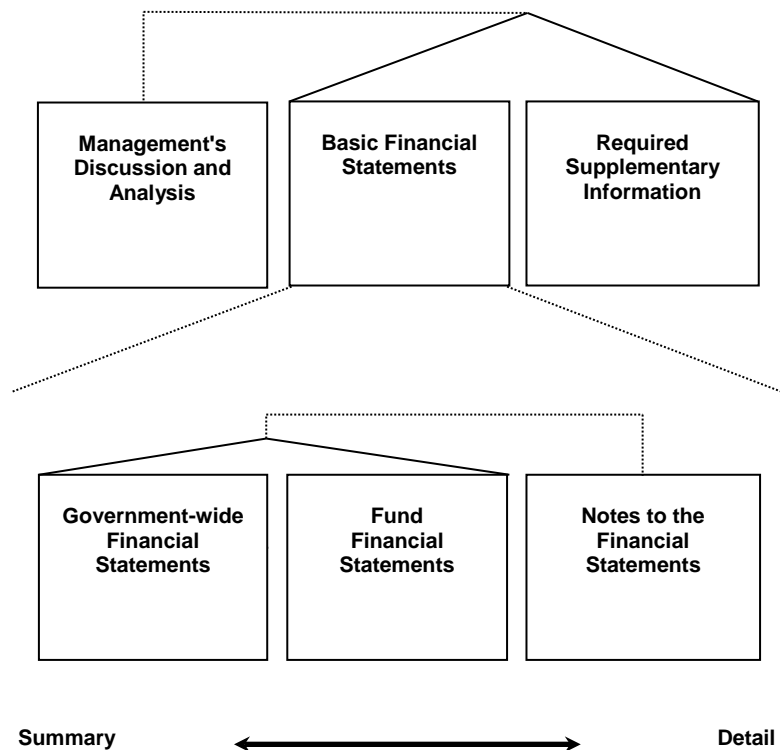 Management's
Discussion and
Analysis
Basic Financial
Statements
Required
Supplementary
Information
Government-wide
Financial
Statements
Fund
Financial
Statements
Notes to the
Financial
Statements
Summary
Detail